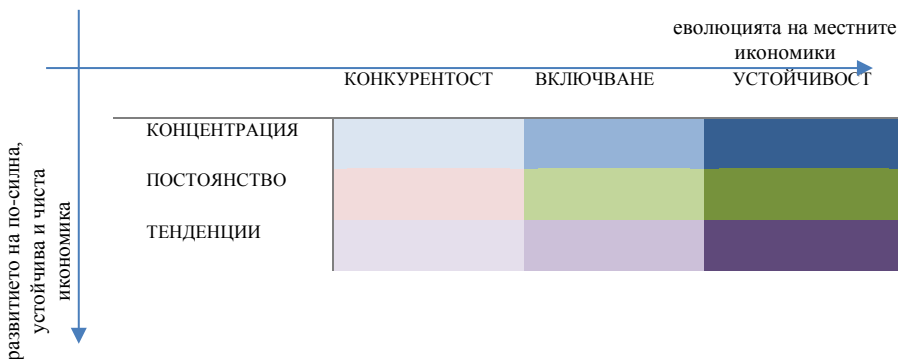 еволюцията на местните
икономики
КОНКУРЕНТОСТ ВКЛЮЧВАНЕ УСТОЙЧИВОСТ
КОНЦЕНТРАЦИЯ
ПОСТОЯНСТВО
ТЕНДЕНЦИИ
развитието на по-силна,
устойчива и чиста
икономика